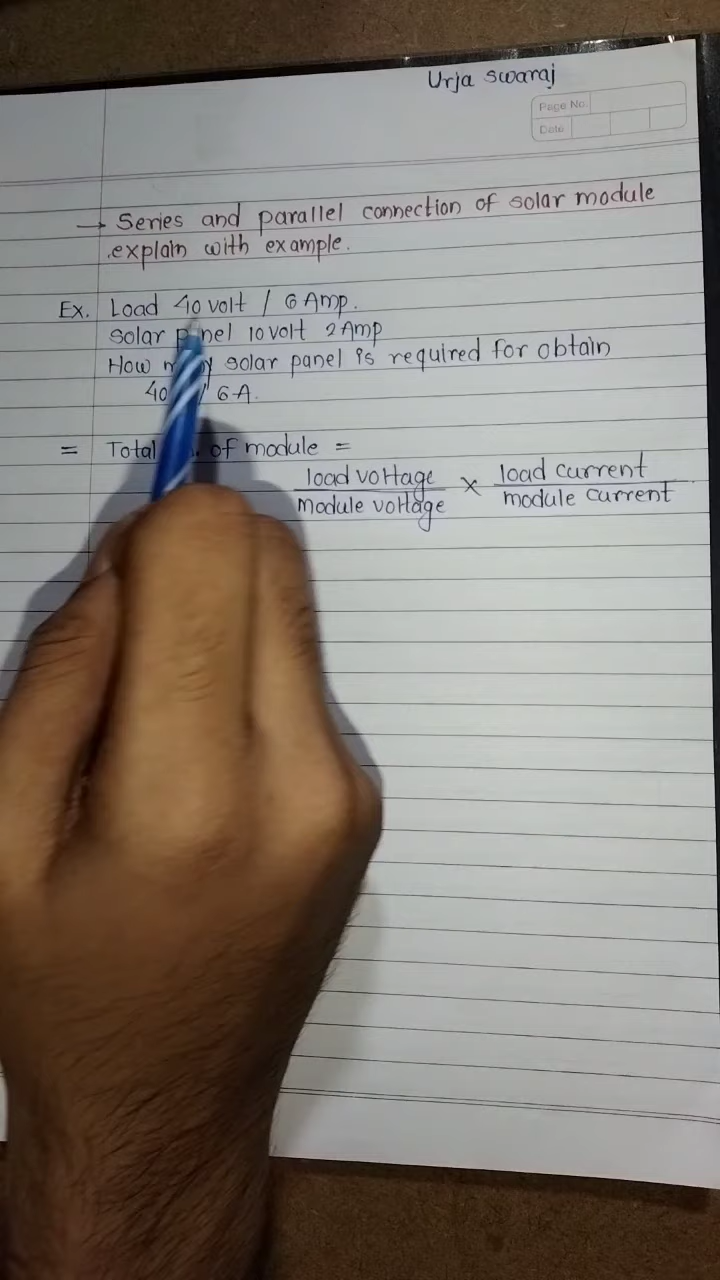 Urja swaraj
Page No.
Date
→ Series and parallel connection of solar module
explain with example.
Ex. Load 40 volt / 6 Amp.
solar panel 10 volt 2 Amp
How solar panel is required for obtain
40 6A.
= Total of module =
load voltage / module voltage × load current / module current